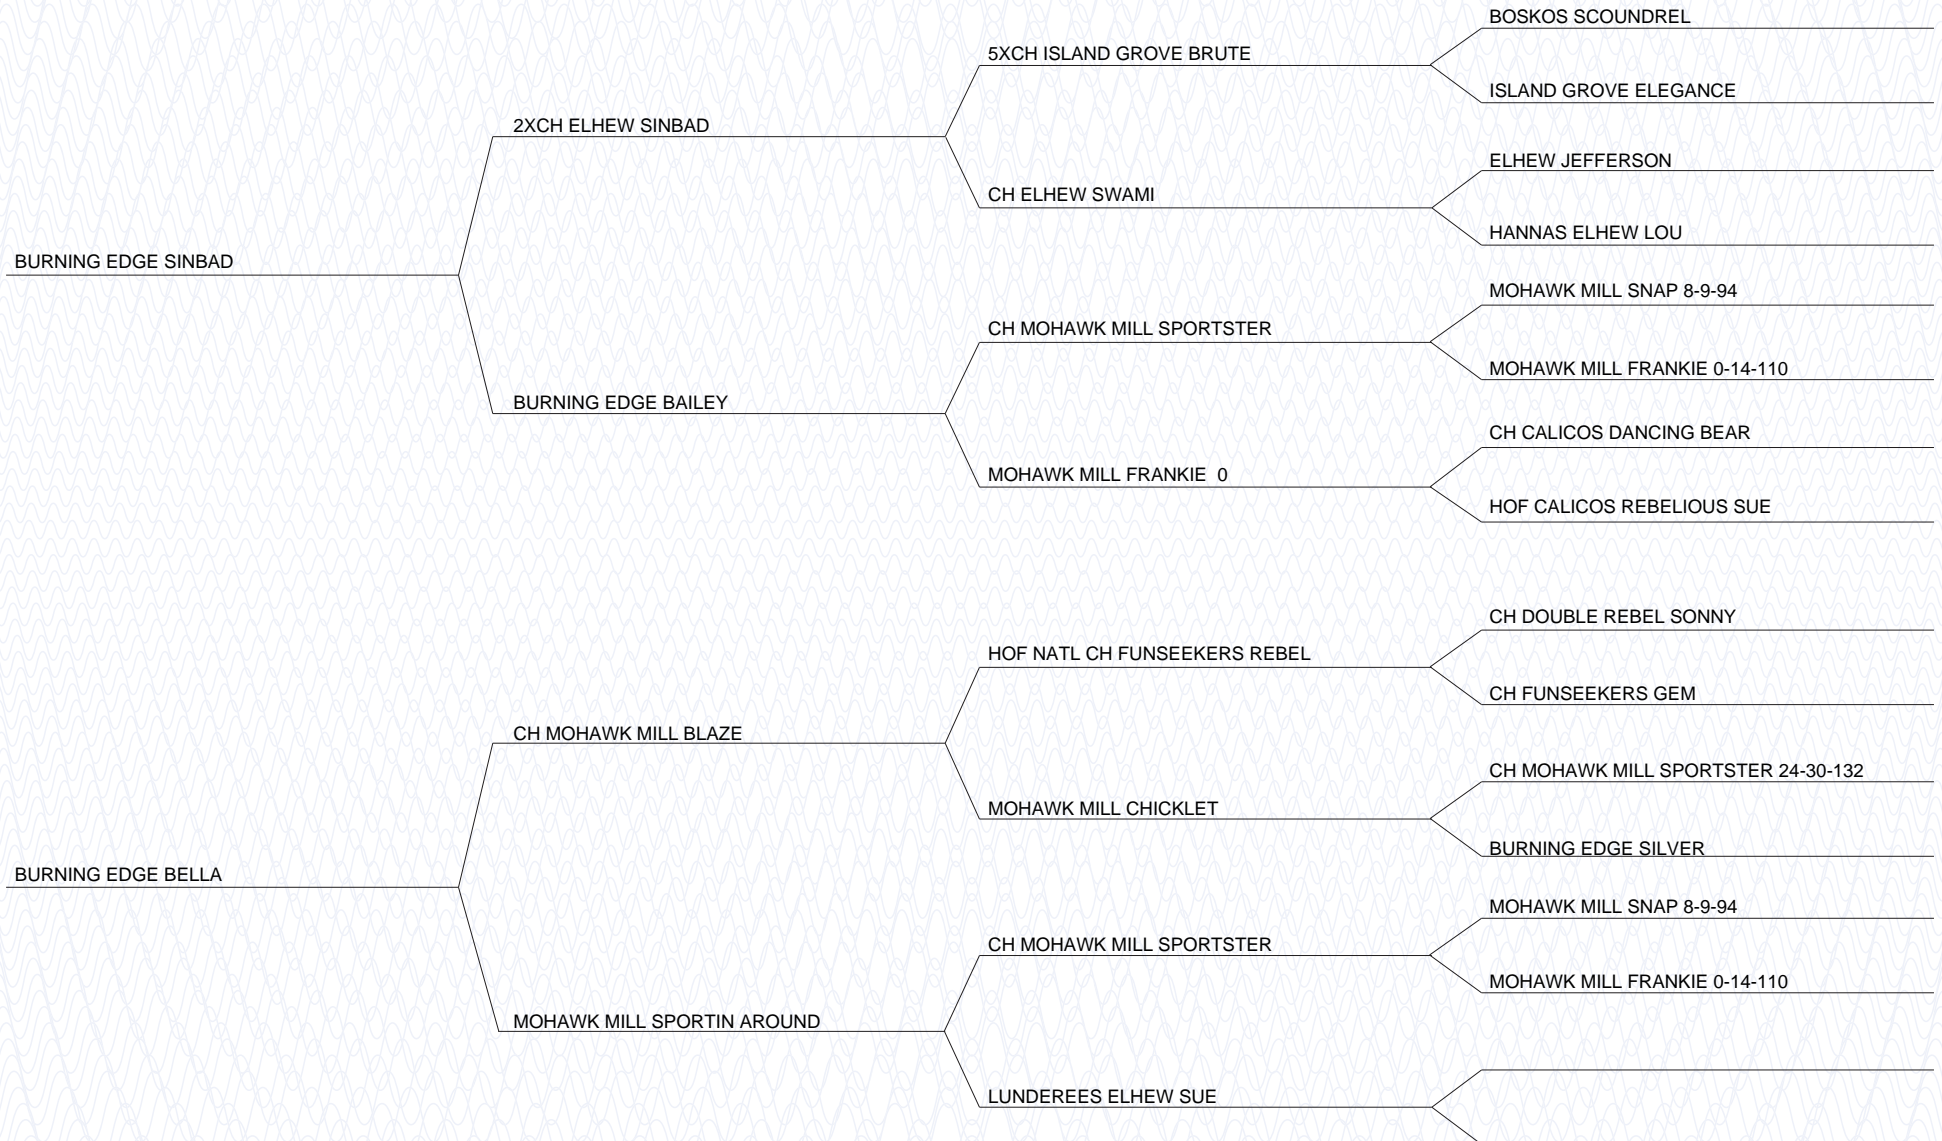 BOSKOS SCOUNDREL
5XCH ISLAND GROVE BRUTE
ISLAND GROVE ELEGANCE
2XCH ELHEW SINBAD
ELHEW JEFFERSON
CH ELHEW SWAMI
HANNAS ELHEW LOU
BURNING EDGE SINBAD
MOHAWK MILL SNAP 8-9-94
CH MOHAWK MILL SPORTSTER
MOHAWK MILL FRANKIE 0-14-110
BURNING EDGE BAILEY
CH CALICOS DANCING BEAR
MOHAWK MILL FRANKIE  0
HOF CALICOS REBELIOUS SUE
CH DOUBLE REBEL SONNY
HOF NATL CH FUNSEEKERS REBEL
CH FUNSEEKERS GEM
CH MOHAWK MILL BLAZE
CH MOHAWK MILL SPORTSTER 24-30-132
MOHAWK MILL CHICKLET
BURNING EDGE SILVER
BURNING EDGE BELLA
MOHAWK MILL SNAP 8-9-94
CH MOHAWK MILL SPORTSTER
MOHAWK MILL FRANKIE 0-14-110
MOHAWK MILL SPORTIN AROUND
LUNDEREES ELHEW SUE